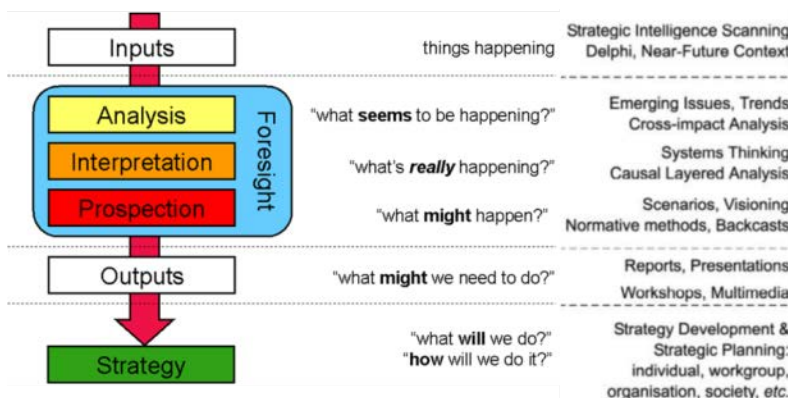 Inputs
things happening
Strategic Intelligence Scanning
Delphi, Near-Future Context
Foresight
Analysis
“what seems to be happening?”
Emerging Issues, Trends
Cross-impact Analysis
Interpretation
“what’s really happening?”
Systems Thinking
Causal Layered Analysis
Prospection
“what might happen?”
Scenarios, Visioning
Normative methods, Backcasts
Outputs
“what might we need to do?”
Reports, Presentations
Workshops, Multimedia
Strategy
“what will we do?”
“how will we do it?”
Strategy Development &
Strategic Planning:
individual, workgroup,
organisation, society, etc.